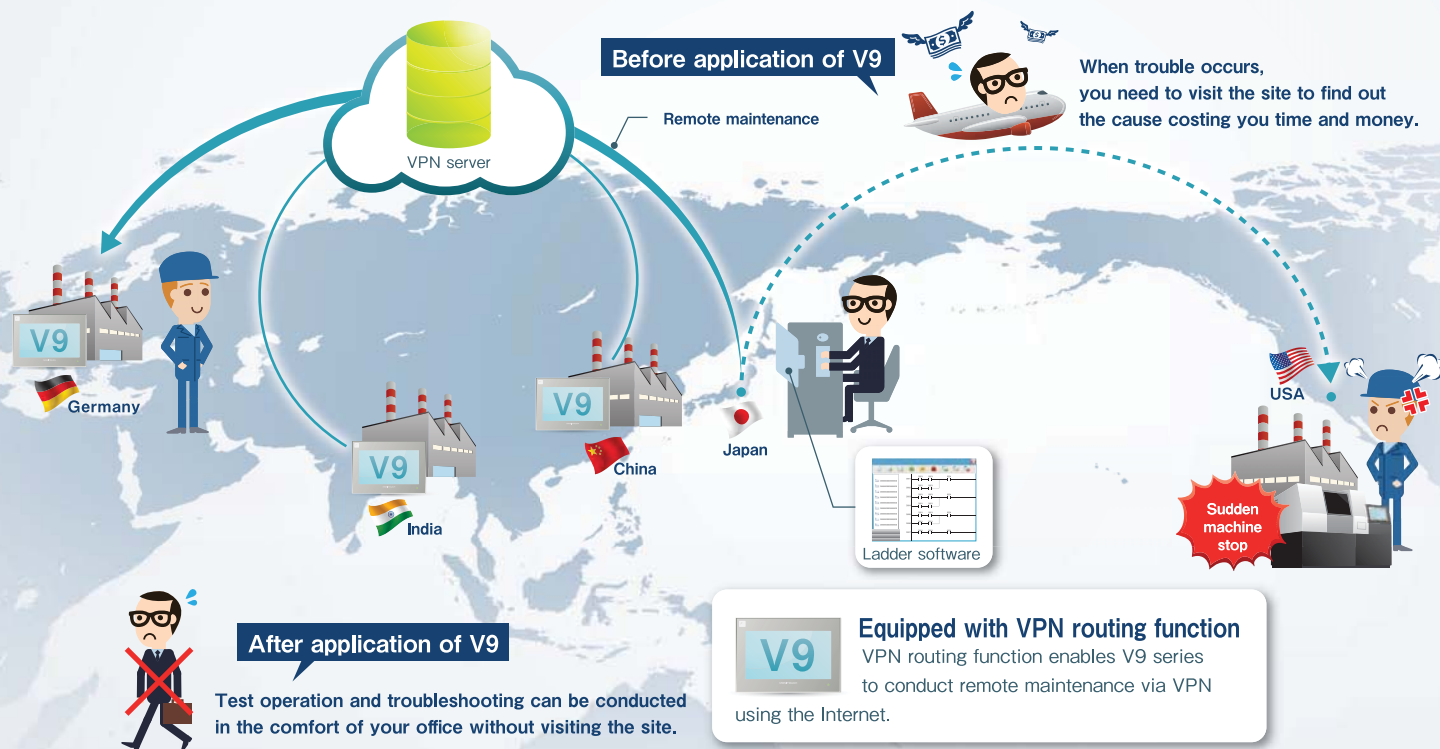 Before application of V9
When trouble occurs,
you need to visit the site to find out
the cause costing you time and money.
Remote maintenance
VPN server
V9
Germany
V9
India
V9
China
Japan
USA
Sudden
machine
stop
Ladder software
After application of V9
Test operation and troubleshooting can be conducted
in the comfort of your office without visiting the site.
V9
Equipped with VPN routing function
VPN routing function enables V9 series
to conduct remote maintenance via VPN
using the Internet.